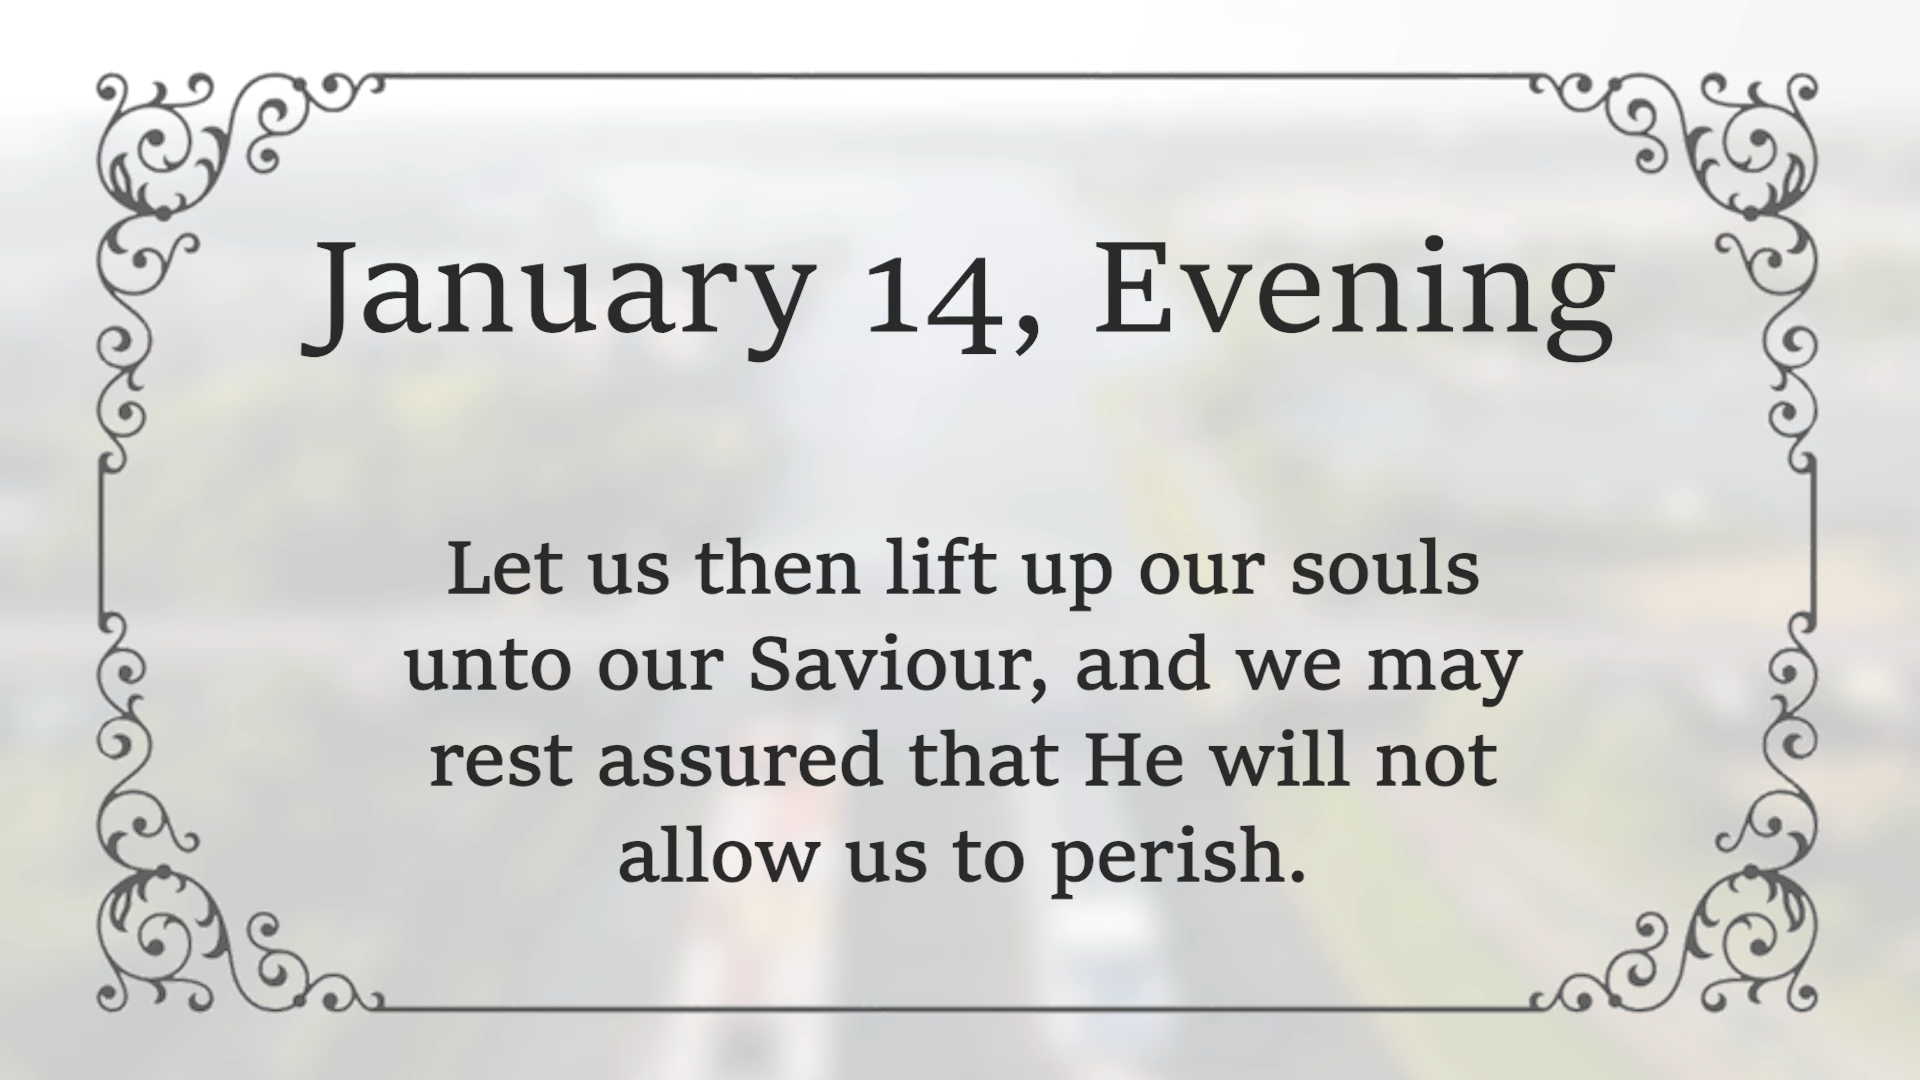 January 14, Evening
Let us then lift up our souls
unto our Saviour, and we may
rest assured that He will not
allow us to perish.